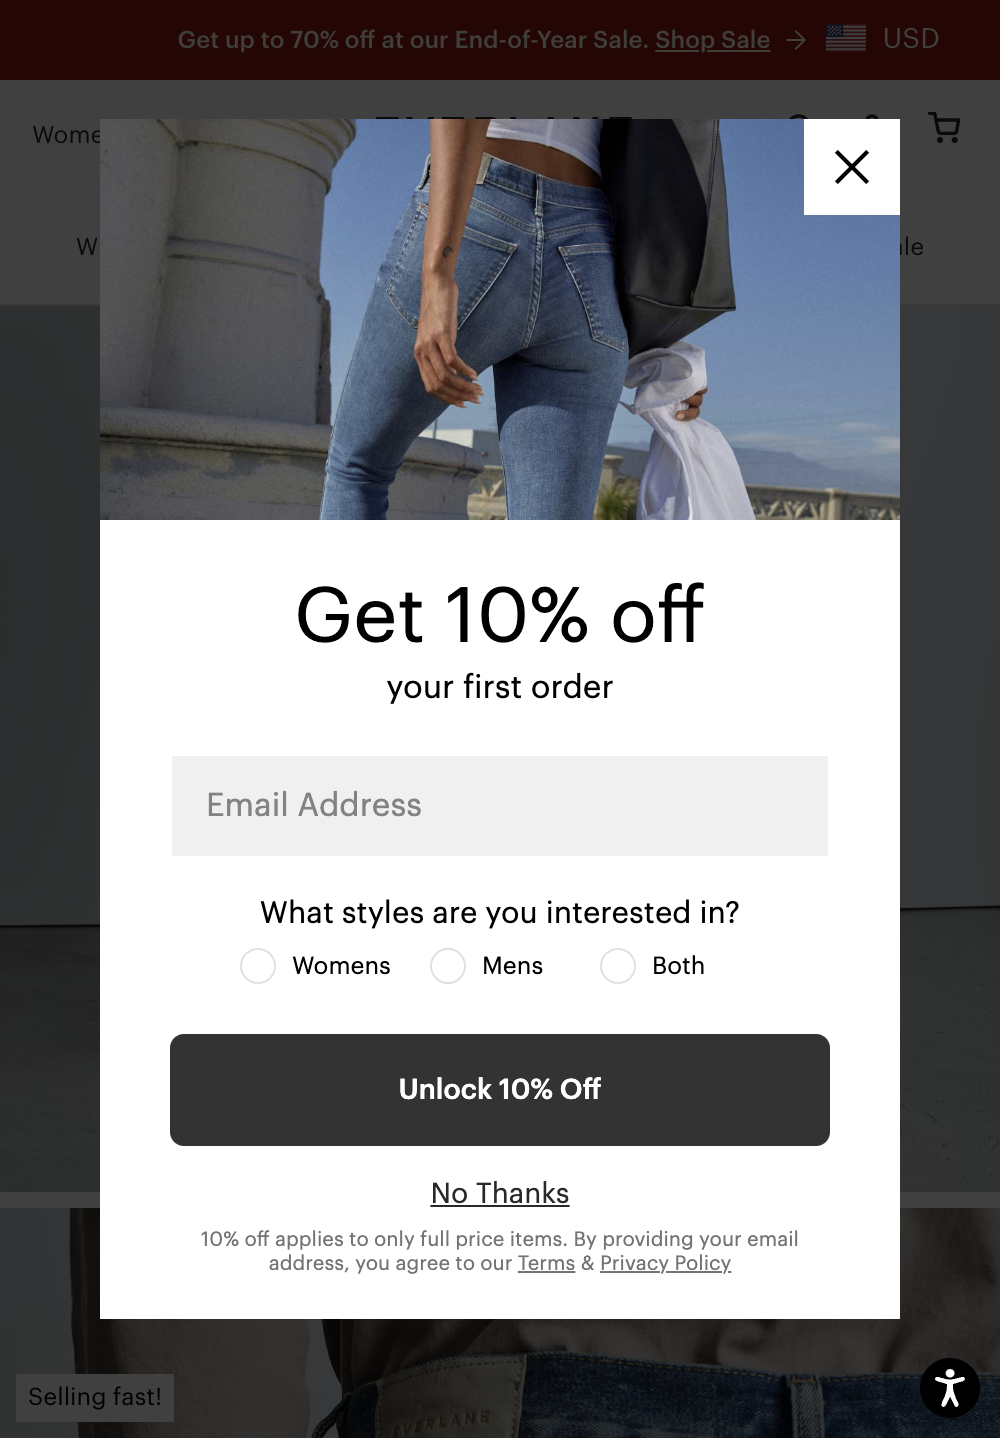 Get up to 70% off at our End-of-Year Sale. Shop Sale → USD
Get 10% off
your first order
Email Address
What styles are you interested in?
Womens Mens Both
Unlock 10% Off
No Thanks
10% off applies to only full price items. By providing your email
address, you agree to our Terms & Privacy Policy
Selling fast!
EVERLANE